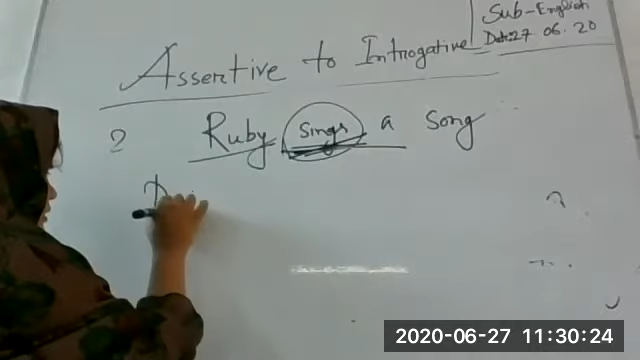 Sub-English
Date:27.06.20
Assertive to Introgative
2 Ruby Sings a Song
2020-06-27 11:30:24